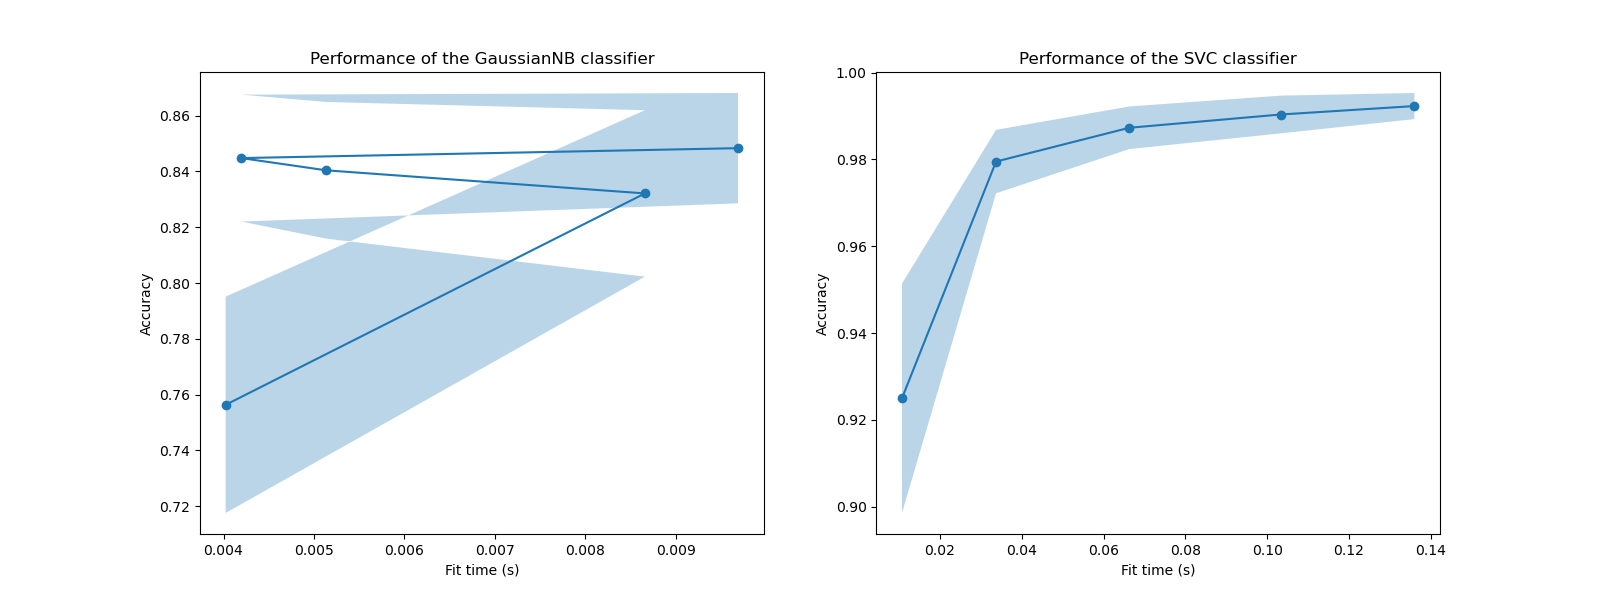 Performance of the GaussianNB classifier
Accuracy
0.86
0.84
0.82
0.80
0.78
0.76
0.74
0.72
0.004 0.005 0.006 0.007 0.008 0.009
Fit time (s)
Performance of the SVC classifier
Accuracy
1.00
0.98
0.96
0.94
0.92
0.90
0.02 0.04 0.06 0.08 0.10 0.12 0.14
Fit time (s)